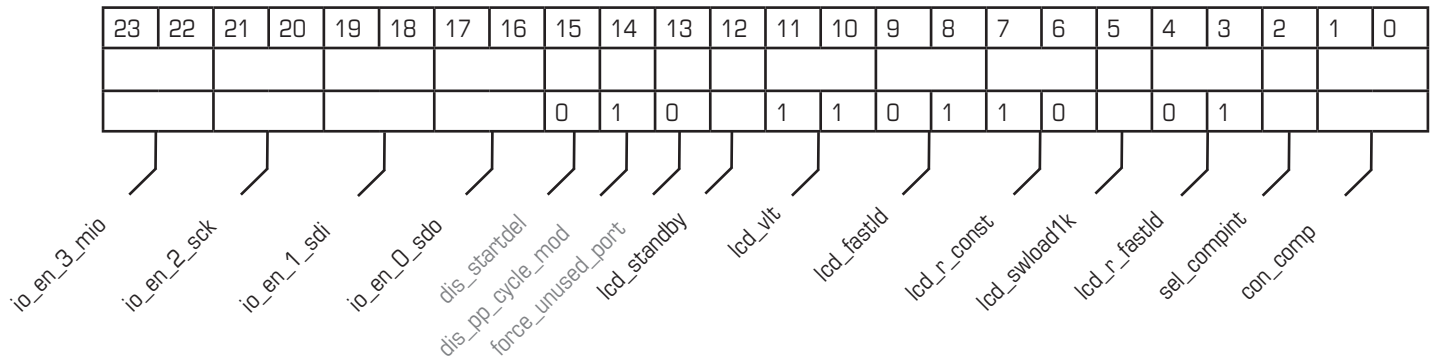 23 22 21 20 19 18 17 16 15 14 13 12 11 10 9 8 7 6 5 4 3 2 1 0
0 1 0 1 1 0 1 1 0 0 1
io_en_3_mio
io_en_2_sck
io_en_1_sdi
io_en_0_sdo
dis_startdel
dis_pp_cycle_mod
force_unused_port
lcd_standby
lcd_vlt
lcd_fastld
lcd_r_const
lcd_swload1k
lcd_r_fastld
sel_compint
con_comp